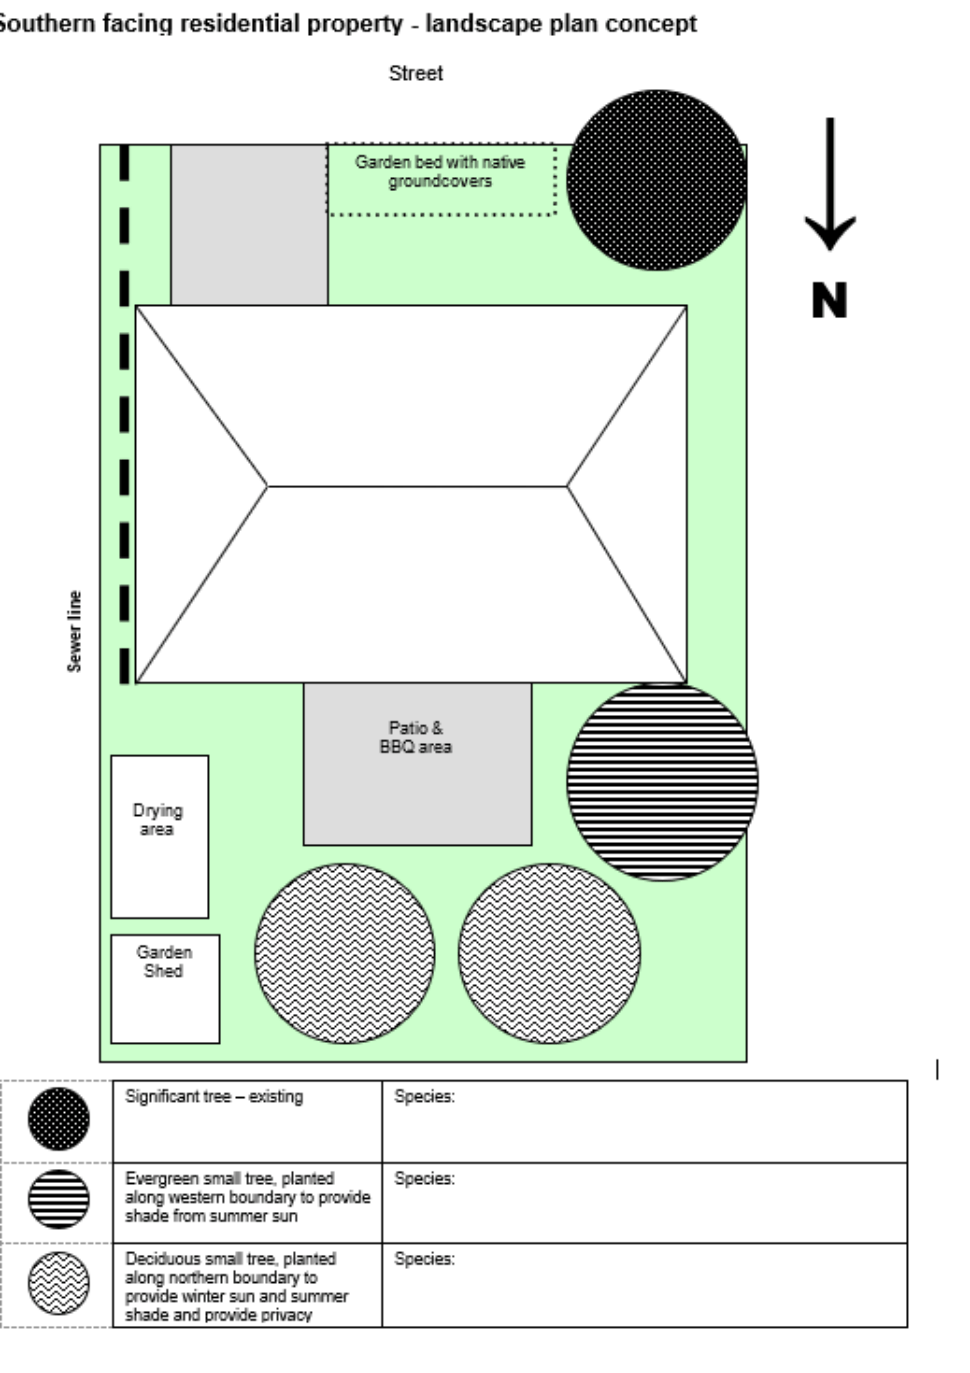 Southern facing residential property - landscape plan concept
Street
Garden bed with native
groundcovers
N
Sewer line
Patio &
BBQ area
Drying
area
Garden
Shed
Significant tree – existing
Species:
Evergreen small tree, planted
along western boundary to provide
shade from summer sun
Species:
Deciduous small tree, planted
along northern boundary to
provide winter sun and summer
shade and provide privacy
Species: